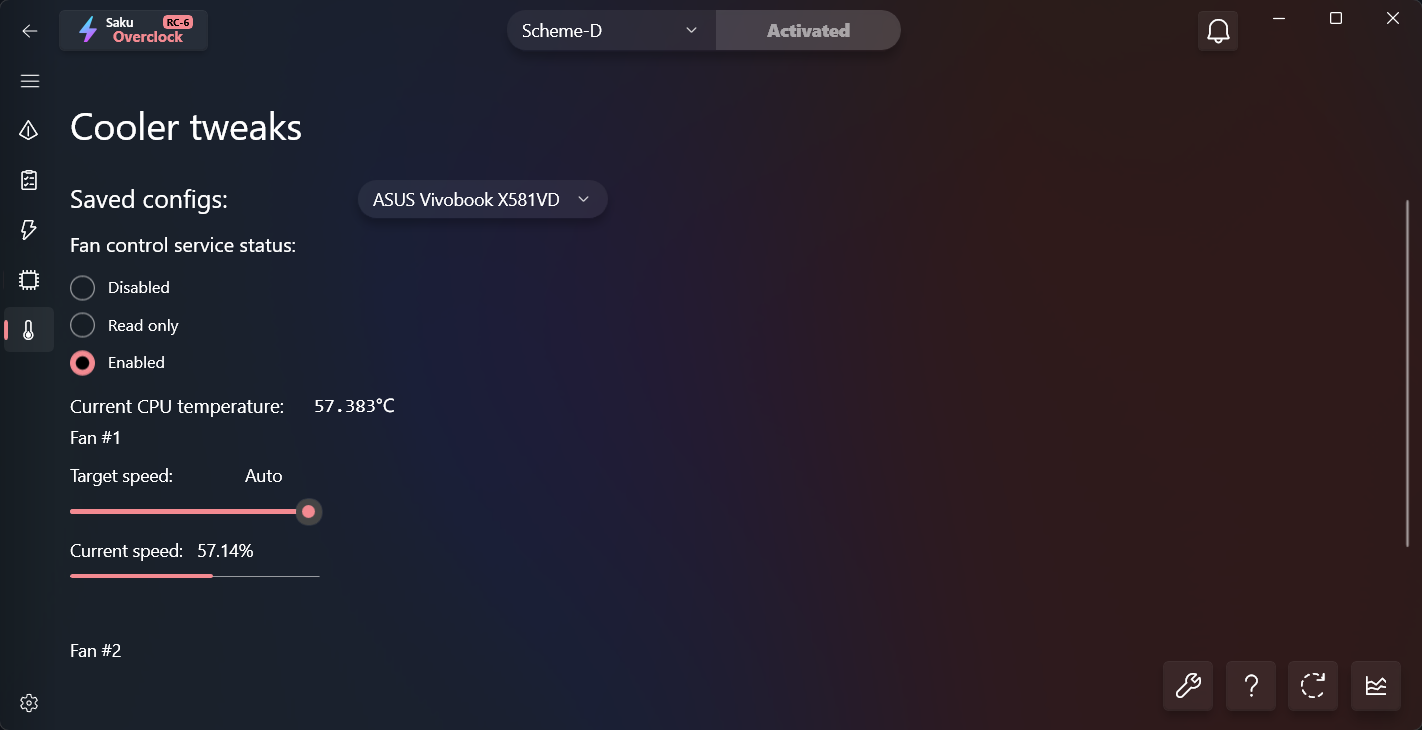 Saku RC-6
Overclock
Scheme-D
Activated
Cooler tweaks
Saved configs:
ASUS Vivobook X581VD
Fan control service status:
Disabled
Read only
Enabled
Current CPU temperature: 57.383℃
Fan #1
Target speed: Auto
Current speed: 57.14%
Fan #2